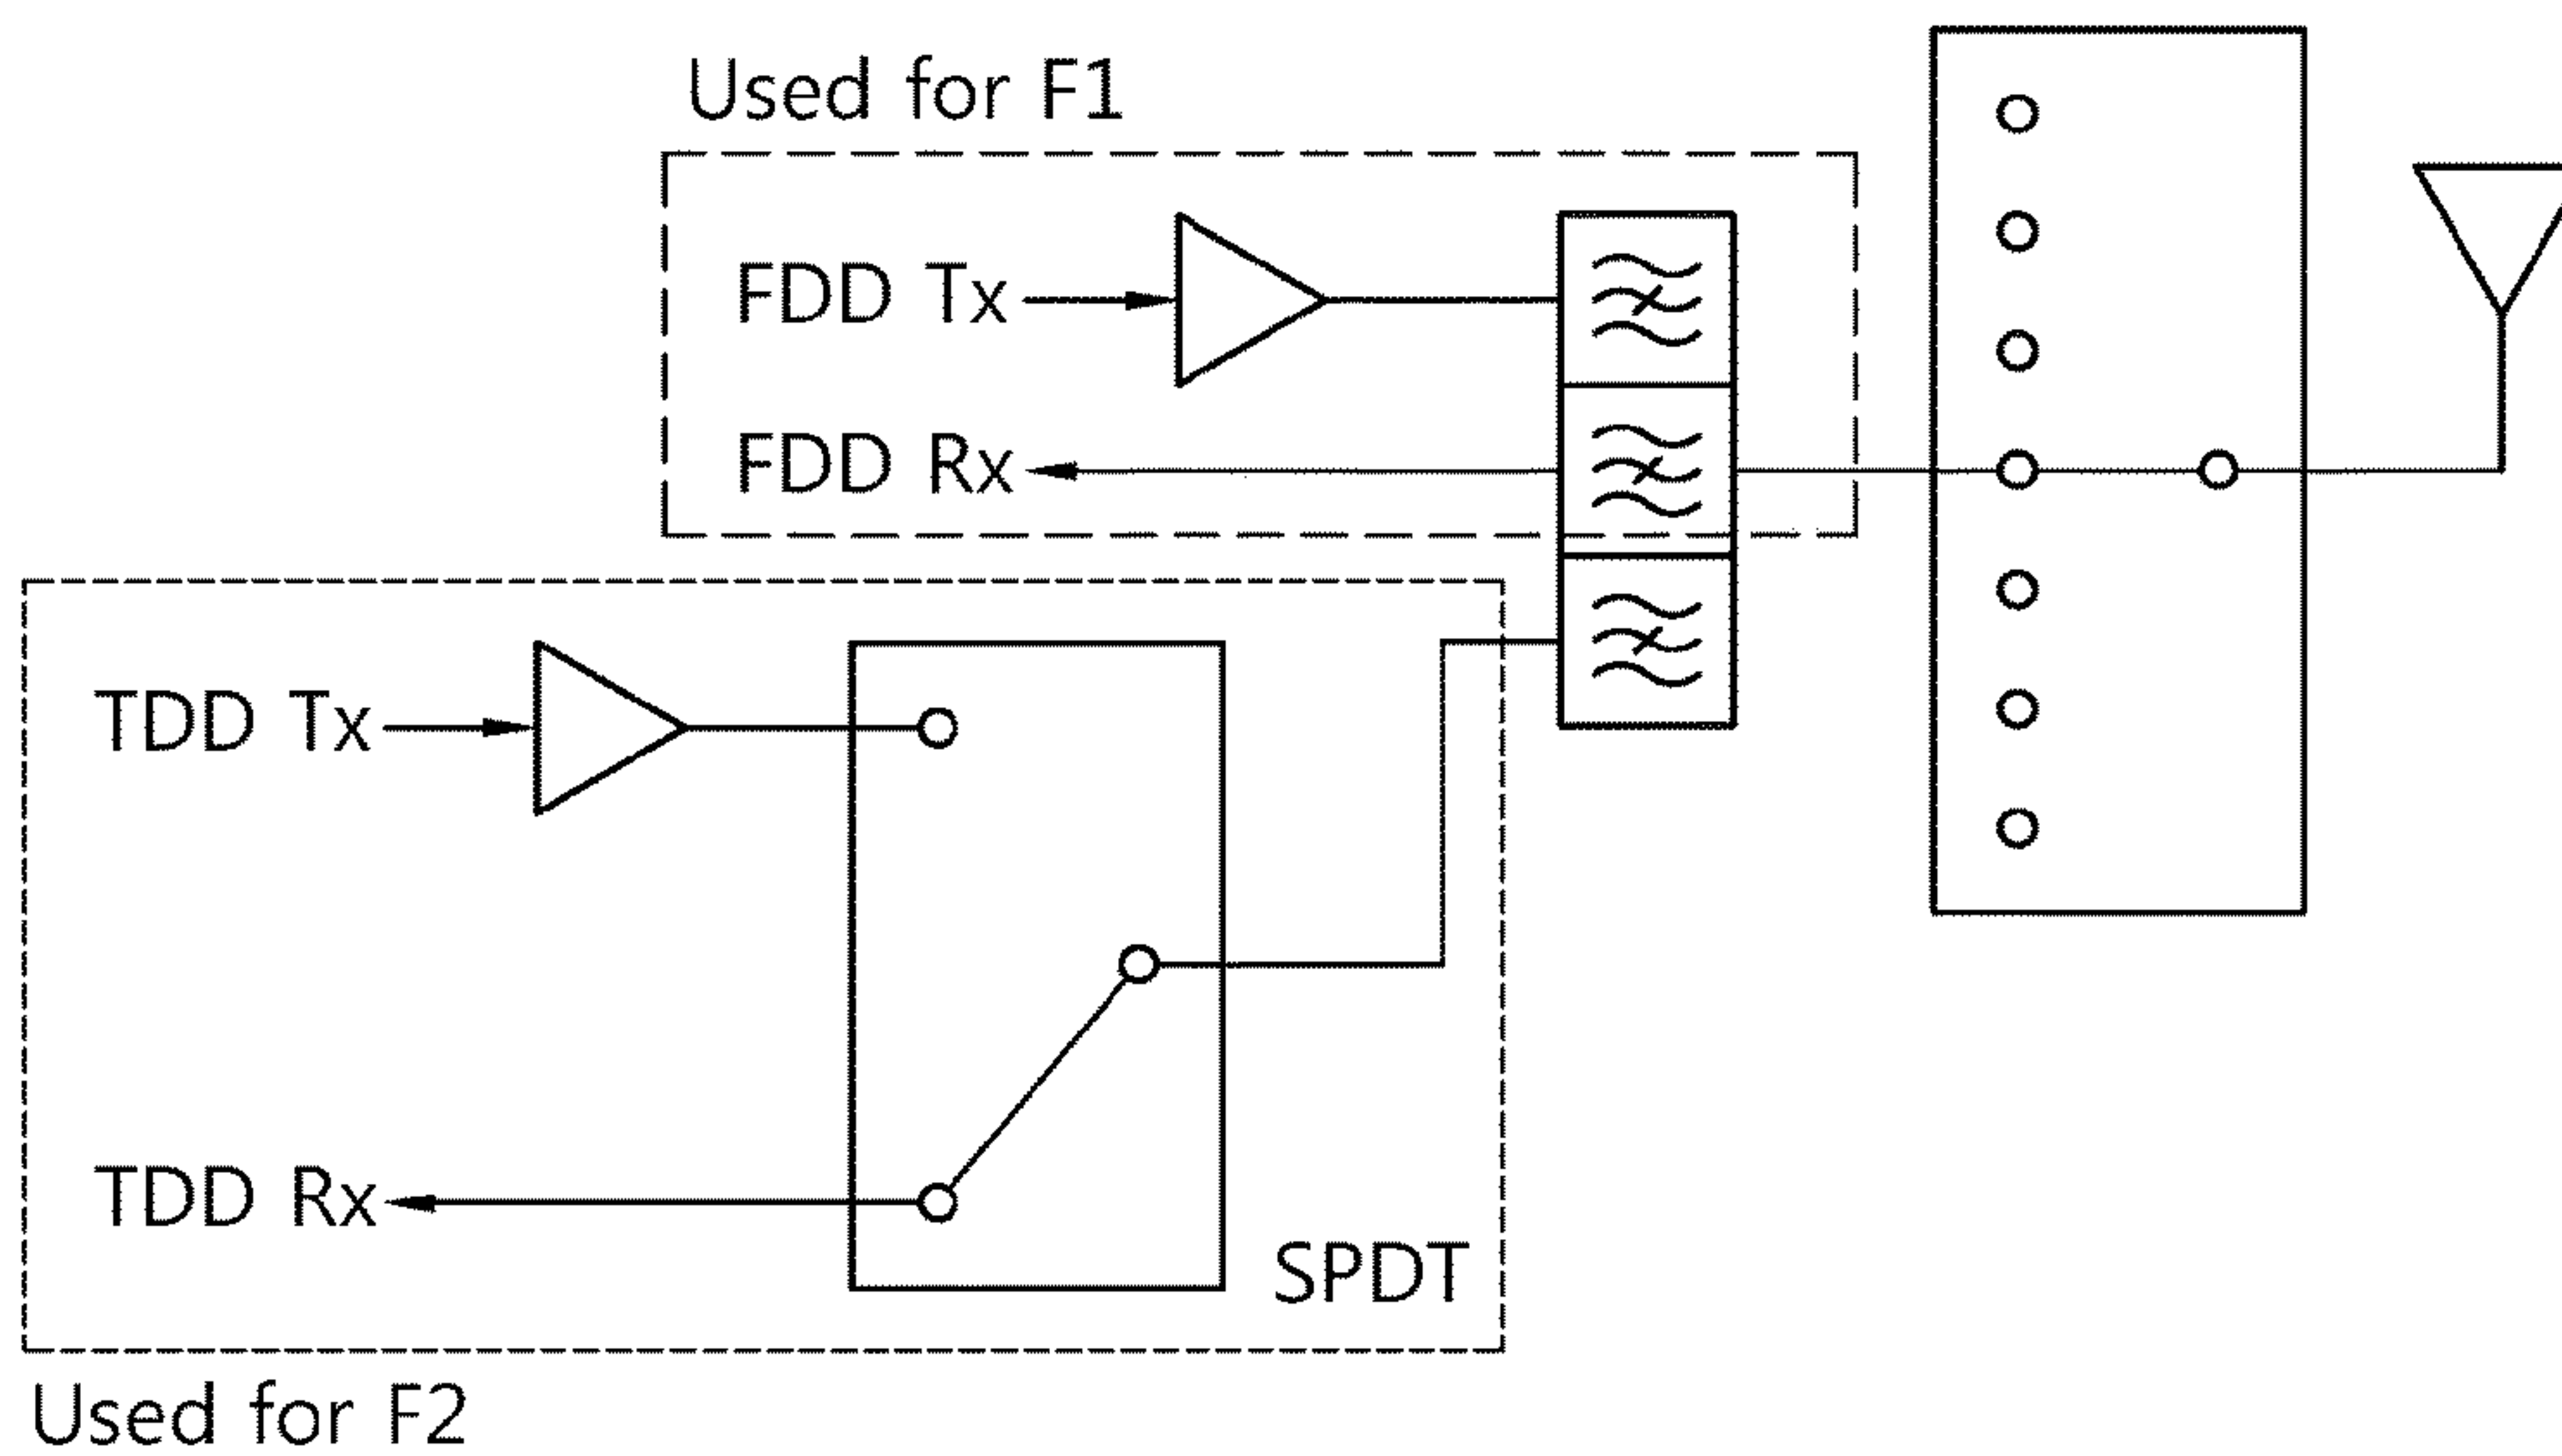 Used for F1
FDD Tx
FDD Rx
TDD Tx
TDD Rx
SPDT
Used for F2